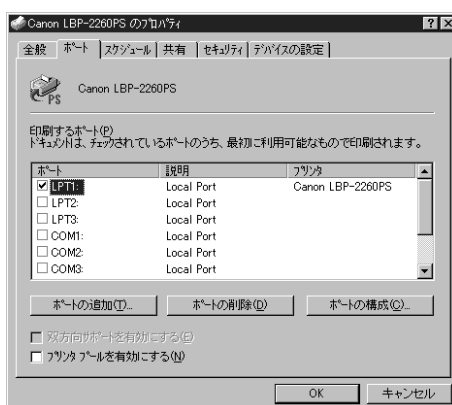 Canon LBP-2260PS のプロパティ
全般 ポート スケジュール 共有 セキュリティ デバイスの設定
PS Canon LBP-2260PS
印刷するポート(P)
ドキュメントは、チェックされているポートのうち、最初に利用可能なもので印刷されます。
ポート 説明 プリンタ
LPT1: Local Port Canon LBP-2260PS
LPT2: Local Port
LPT3: Local Port
COM1: Local Port
COM2: Local Port
COM3: Local Port
ポートの追加(T)... ポートの削除(D) ポートの構成(C)...
双方向サポートを有効にする(E)
プリンタ プールを有効にする(N)
OK キャンセル